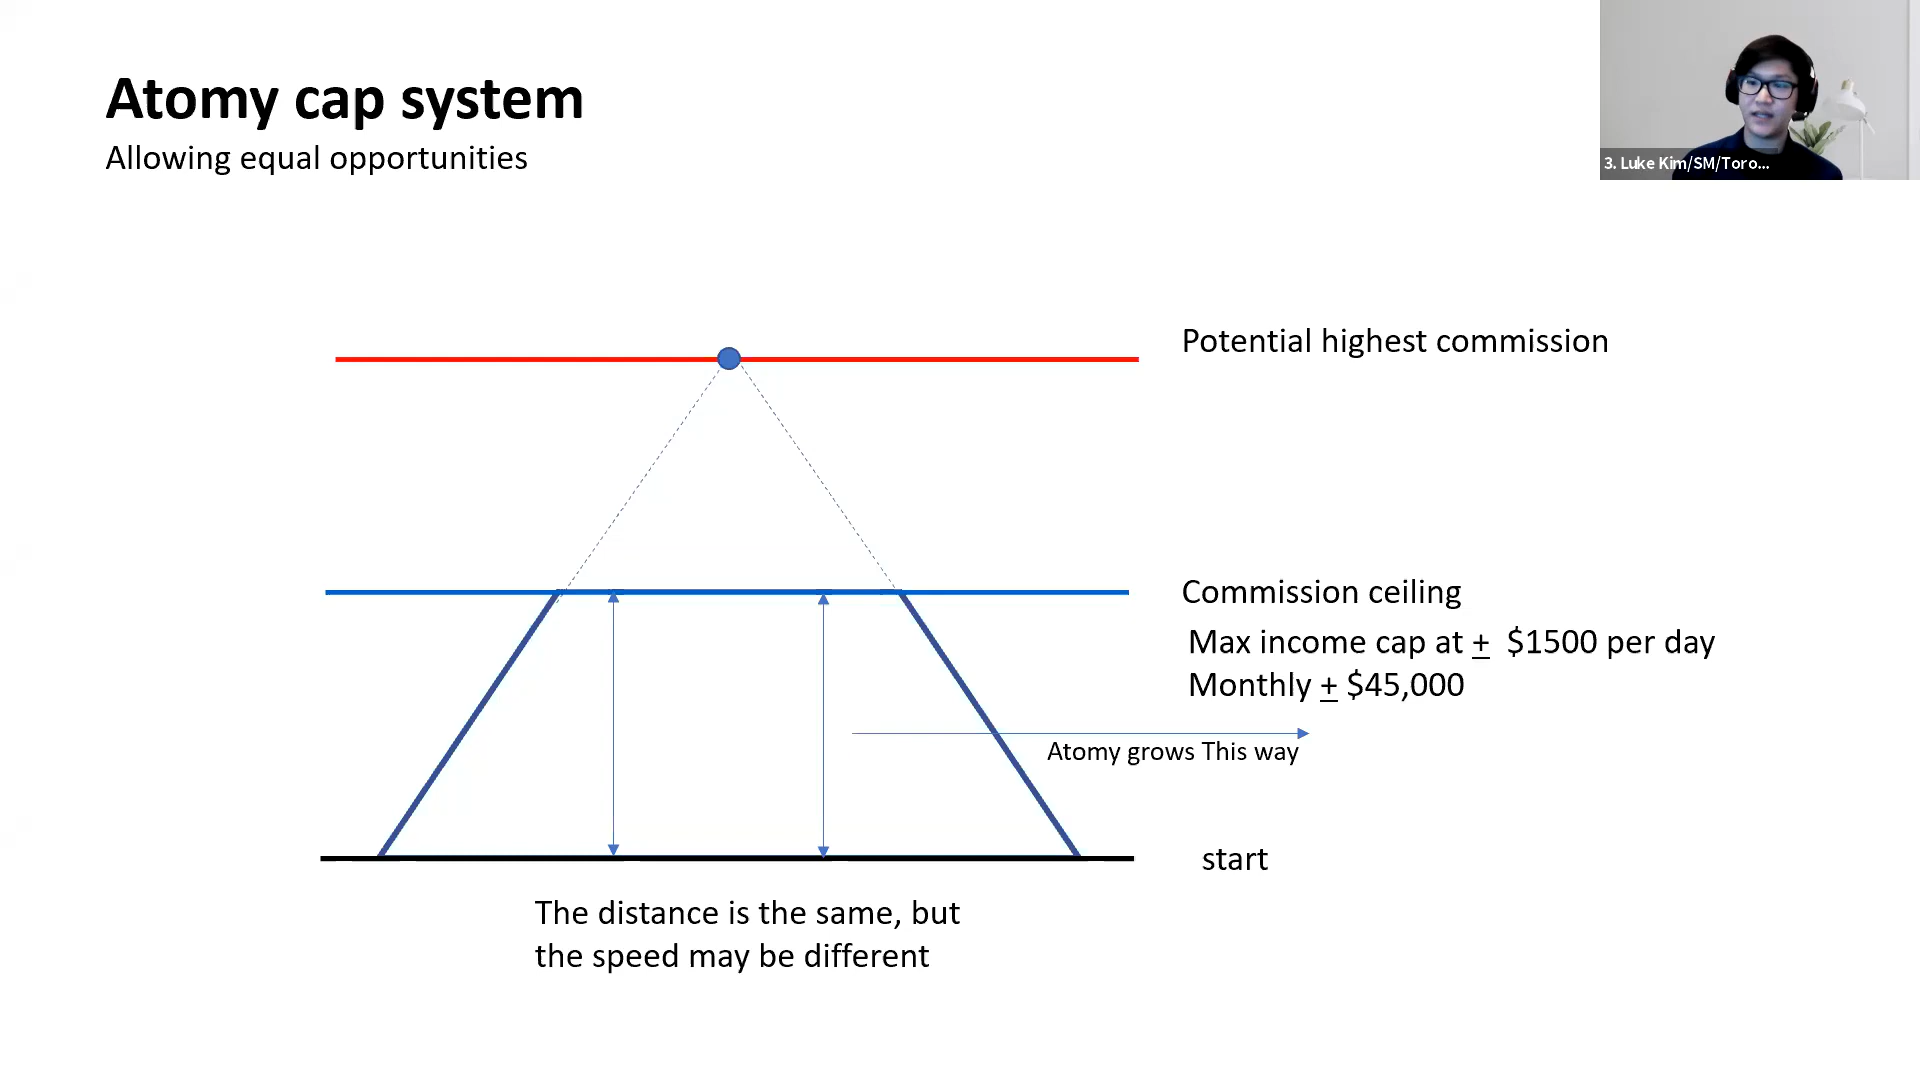 Atomy cap system
Allowing equal opportunities
3. Luke Kim/SM/Toro...
Potential highest commission
Commission ceiling
Max income cap at ± $1500 per day
Monthly ± $45,000
Atomy grows This way
start
The distance is the same, but
the speed may be different